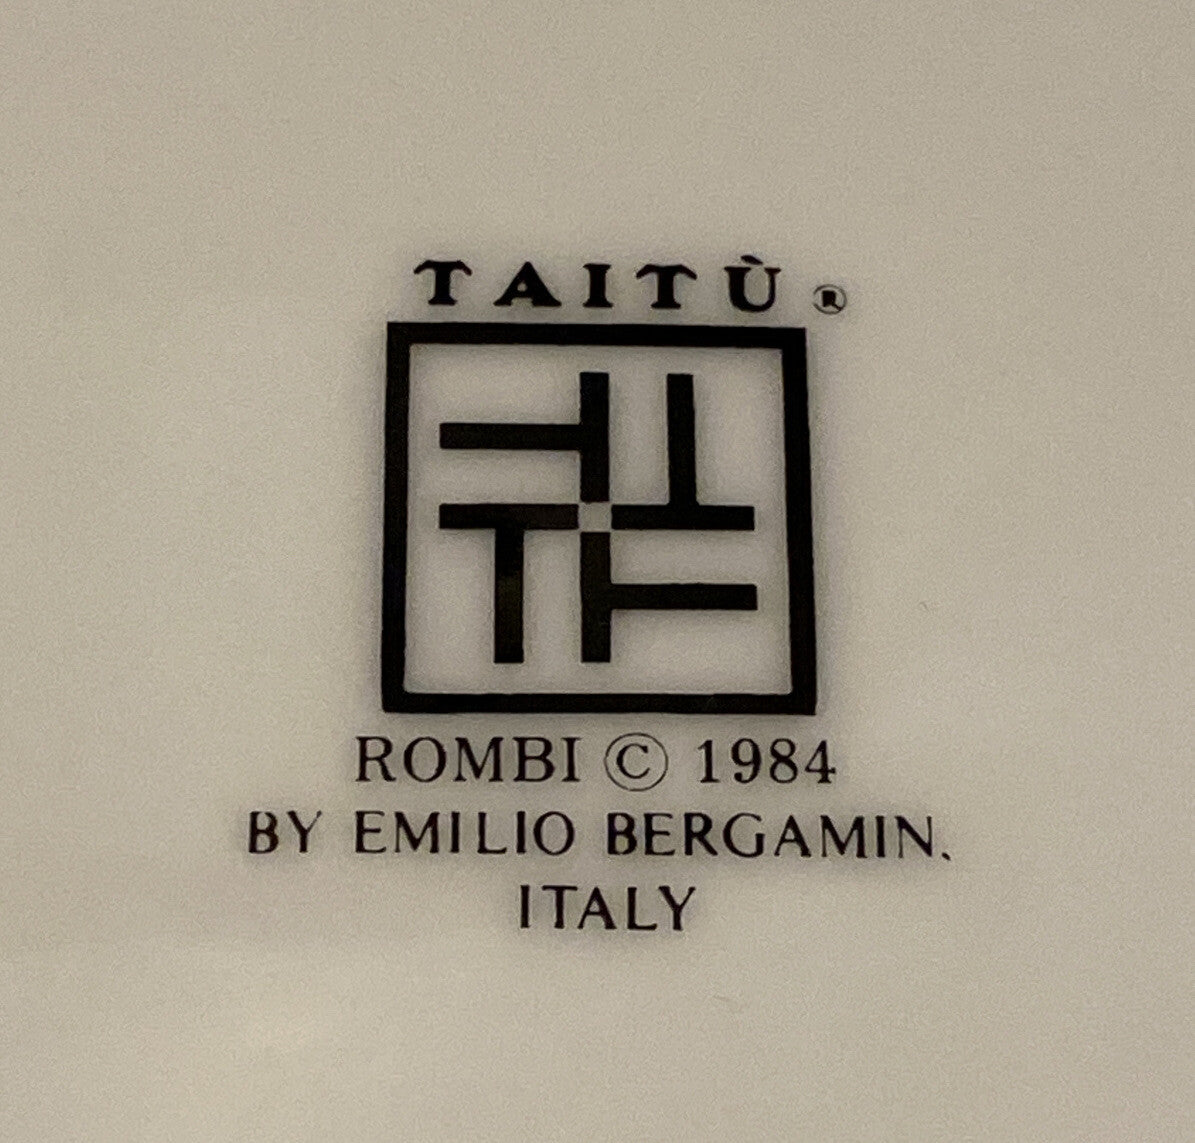 TAITÙ ®
ROMBI © 1984
BY EMILIO BERGAMIN.
ITALY